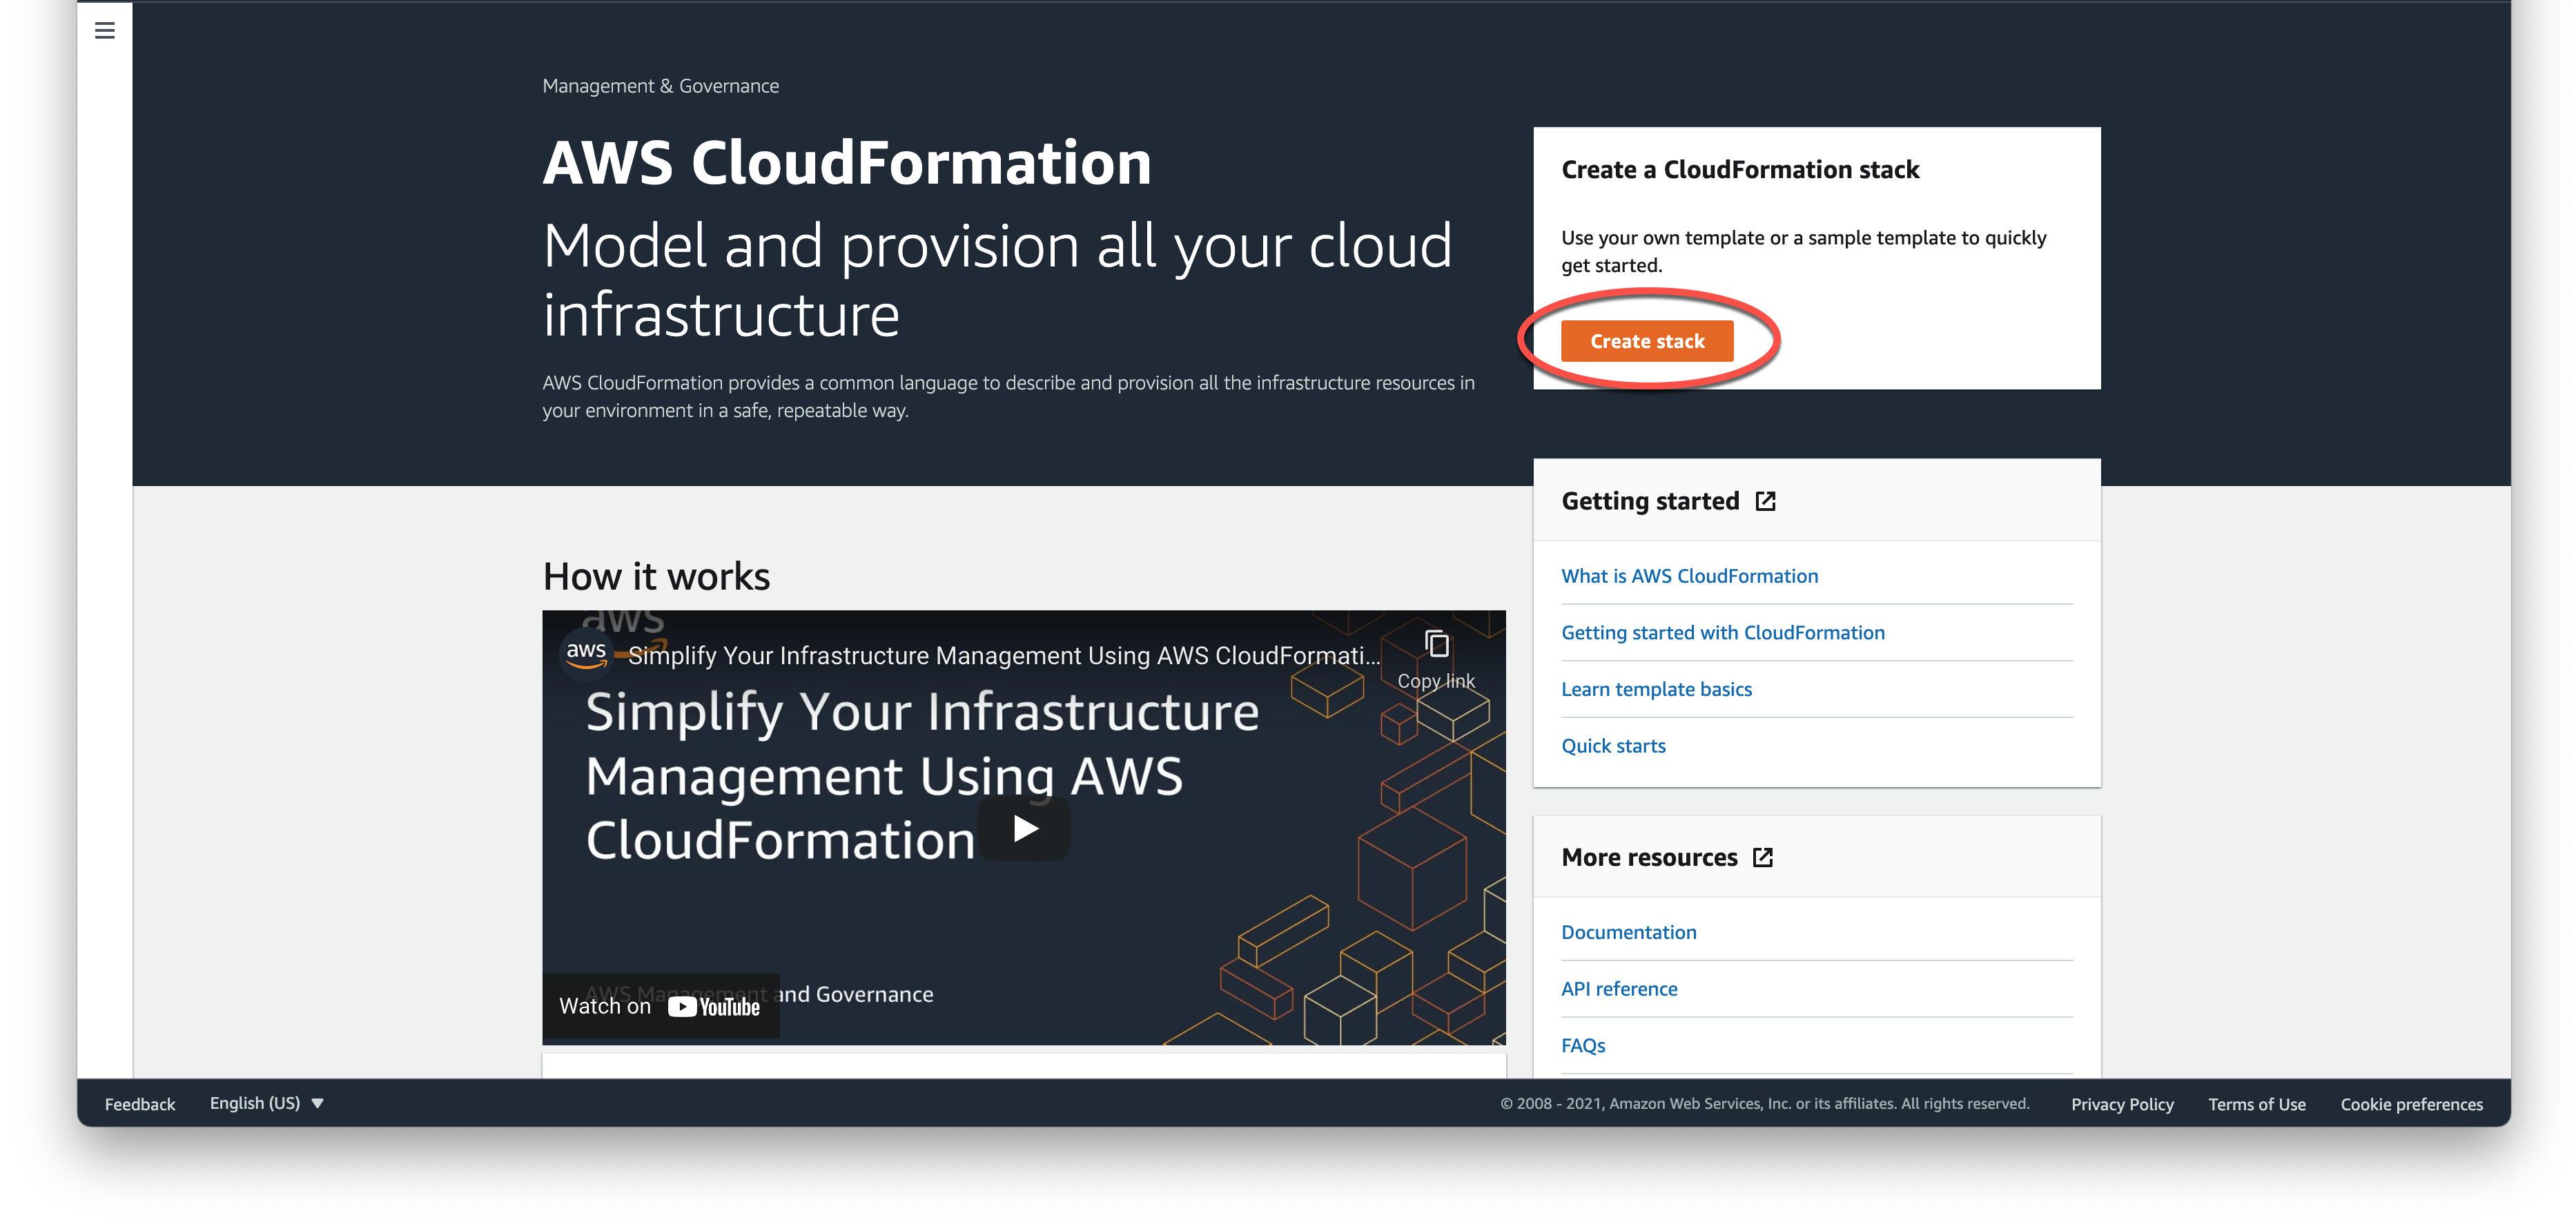 Management & Governance
AWS CloudFormation
Model and provision all your cloud
infrastructure
AWS CloudFormation provides a common language to describe and provision all the infrastructure resources in
your environment in a safe, repeatable way.
Create a CloudFormation stack
Use your own template or a sample template to quickly
get started.
Create stack
How it works
aws
aws
Simplify Your Infrastructure Management Using AWS CloudFormati...
Copy link
Simplify Your Infrastructure
Management Using AWS
CloudFormation
AWS Management and Governance
Watch on YouTube
Getting started
What is AWS CloudFormation
Getting started with CloudFormation
Learn template basics
Quick starts
More resources
Documentation
API reference
FAQs
Feedback
English (US)
© 2008 - 2021, Amazon Web Services, Inc. or its affiliates. All rights reserved.
Privacy Policy
Terms of Use
Cookie preferences